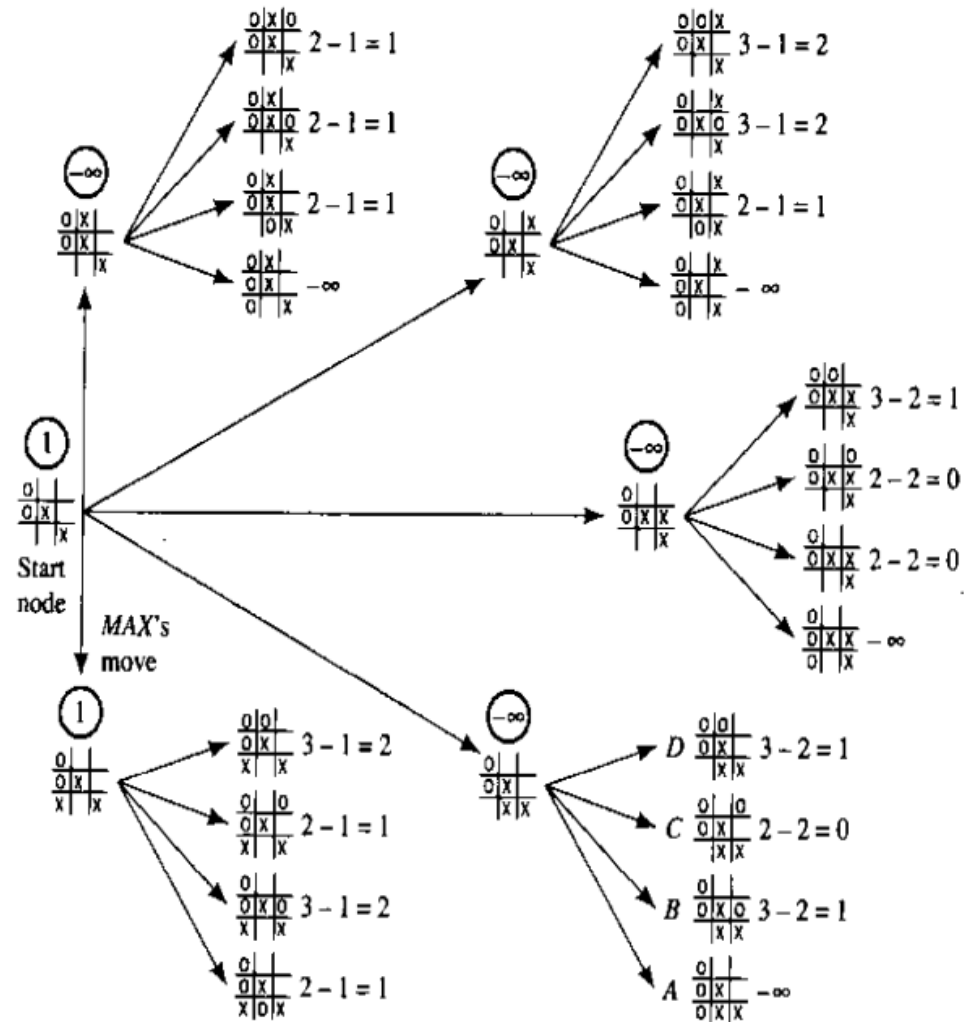 −∞
O X
O X
X
O X O
O X
X
2 − 1 = 1
O X
O X O
X
2 − 1 = 1
O X
O X
O X
2 − 1 = 1
O X
O X
O X
−∞
−∞
O X
O X
X
O O X
O X
X
3 − 1 = 2
O X
O X O
X
3 − 1 = 2
O X
O X
O X
2 − 1 = 1
O X
O X
O X
− ∞
1
O
O X
X
Start
node
MAX's
move
−∞
O
O X X
X
O O
O X X
X
3 − 2 = 1
O O
O X X
X
2 − 2 = 0
O
O X X
X
2 − 2 = 0
O
O X X
O X
−∞
1
O
O X
X X
O O
O X
X X
3 − 1 = 2
O O
O X
X X
2 − 1 = 1
O
O X O
X X
3 − 1 = 2
O
O X
X O X
2 − 1 = 1
−∞
O
O X
X X
D
O O
O X
X X
3 − 2 = 1
C
O O
O X
X X
2 − 2 = 0
B
O
O X O
X X
3 − 2 = 1
A
O
O X
O X X
−∞